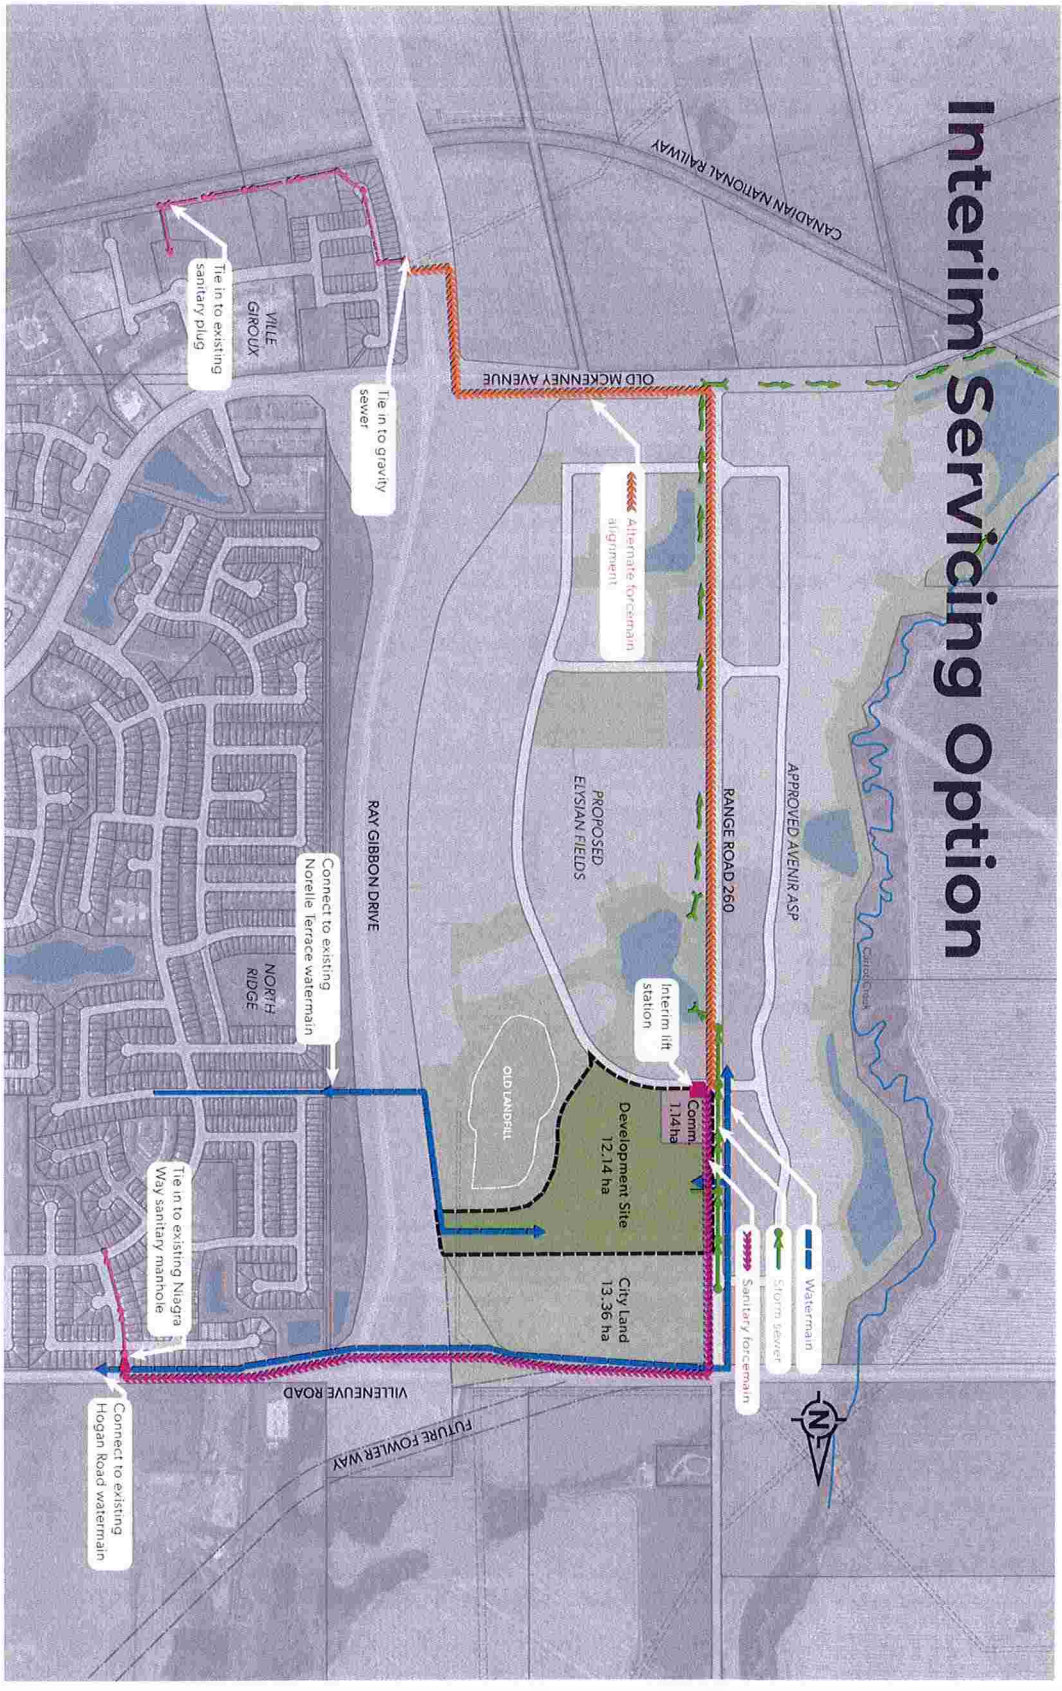 Interim Servicing Option
CANADIAN NATIONAL RAILWAY
OLD MCKENNEY AVENUE
APPROVED AVENIR ASP
RANGE ROAD 260
Carrot Creek
Watermain
Storm sewer
Sanitary forcemain
N
Alternate forcemain
alignment
PROPOSED
ELYSIAN FIELDS
Interim lift
station
Comm.
1.14 ha
Development Site
12.14 ha
City Land
13.36 ha
OLD LANDFILL
Tie in to gravity
sewer
RAY GIBBON DRIVE
Connect to existing
Norelle Terrace watermain
VILLE
GIROUX
NORTH
RIDGE
Tie in to existing
sanitary plug
Tie in to existing Niagra
Way sanitary manhole
VILLENEUVE ROAD
FUTURE FOWLER WAY
Connect to existing
Hogan Road watermain